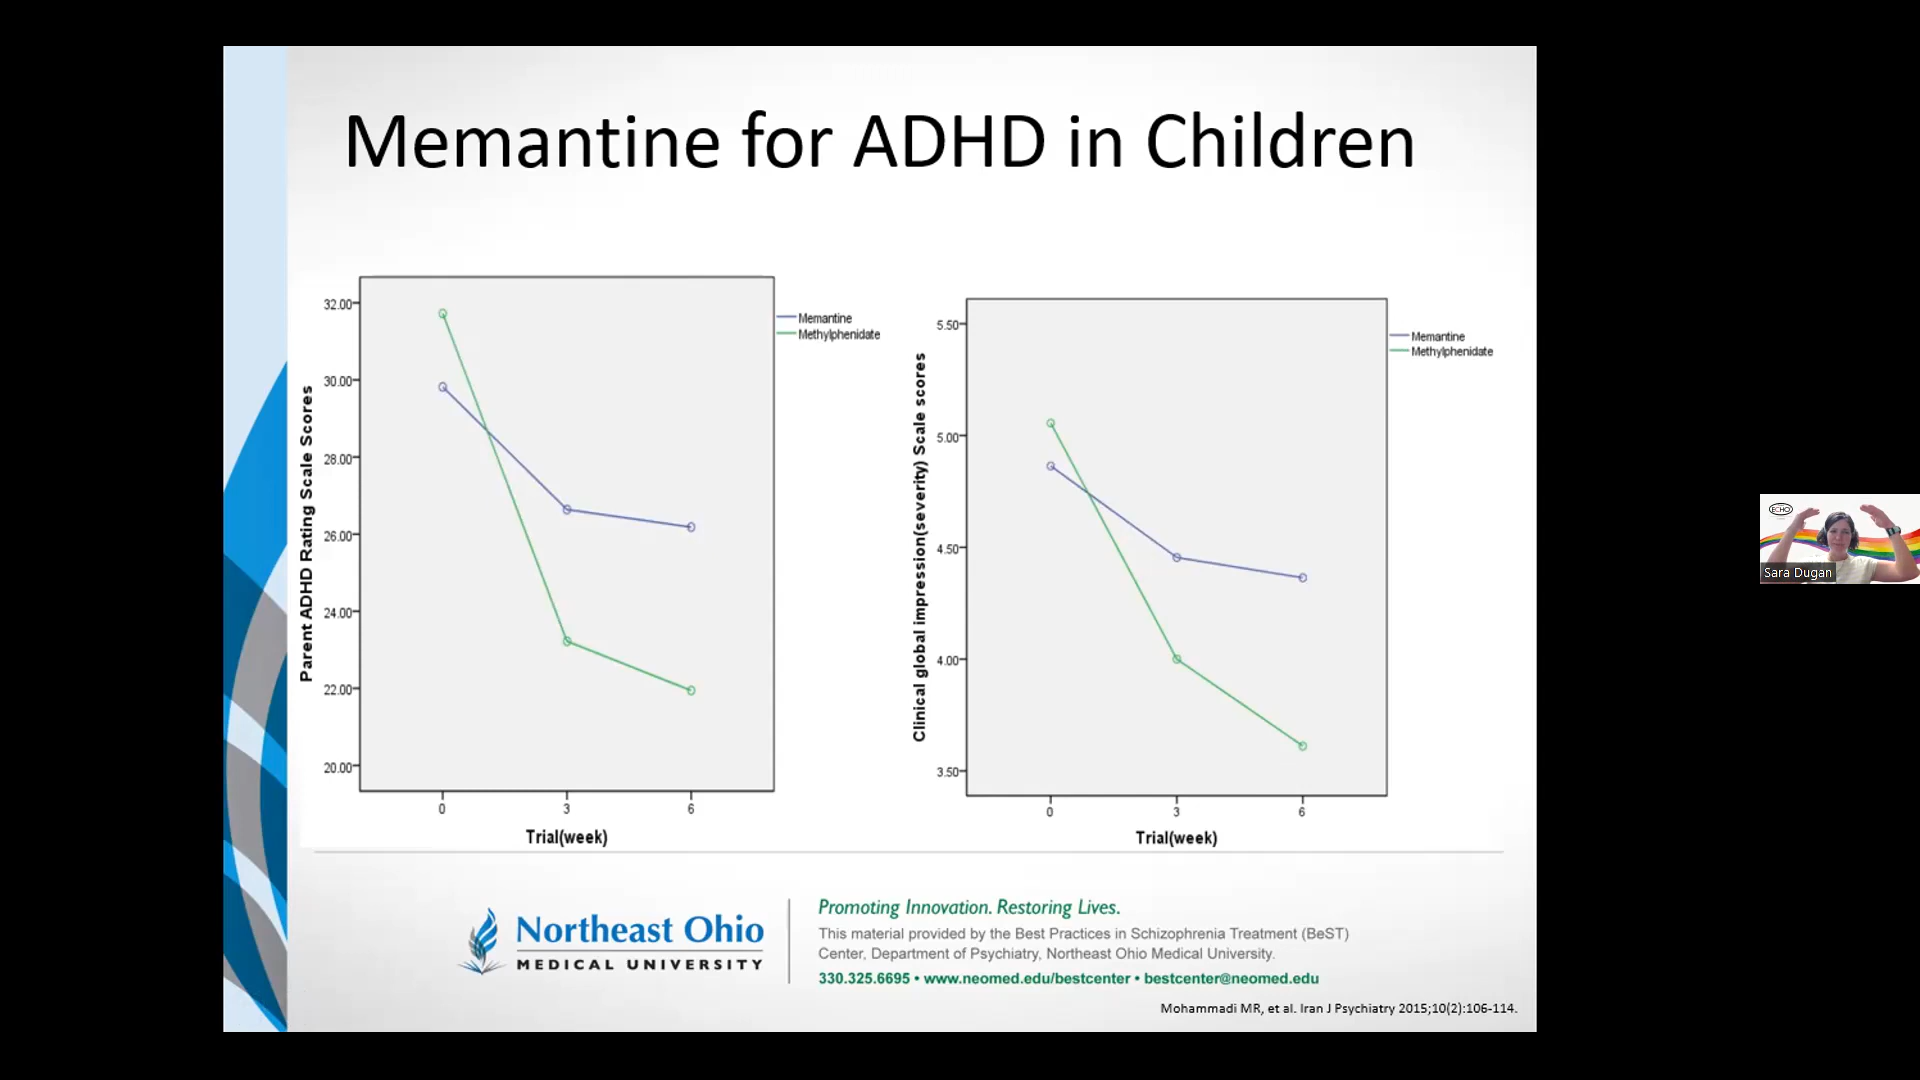 Memantine for ADHD in Children
Parent ADHD Rating Scale Scores
32.00
30.00
28.00
26.00
24.00
22.00
20.00
0 3 6
Trial(week)
Memantine
Methylphenidate
Clinical global impression(severity) Scale scores
5.50
5.00
4.50
4.00
3.50
0 3 6
Trial(week)
Memantine
Methylphenidate
ECHO
Sara Dugan
Northeast Ohio
MEDICAL UNIVERSITY
Promoting Innovation. Restoring Lives.
This material provided by the Best Practices in Schizophrenia Treatment (BeST)
Center, Department of Psychiatry, Northeast Ohio Medical University.
330.325.6695 • www.neomed.edu/bestcenter • bestcenter@neomed.edu
Mohammadi MR, et al. Iran J Psychiatry 2015;10(2):106-114.